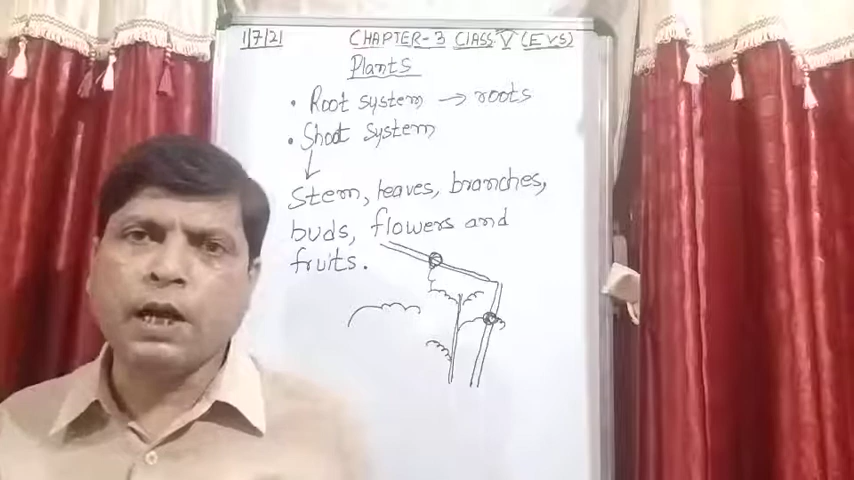 1/7/21 CHAPTER-3 CLASS-V (EVS)
Plants
• Root system → roots
• Shoot system
Stem, leaves, branches,
buds, flowers and
fruits.